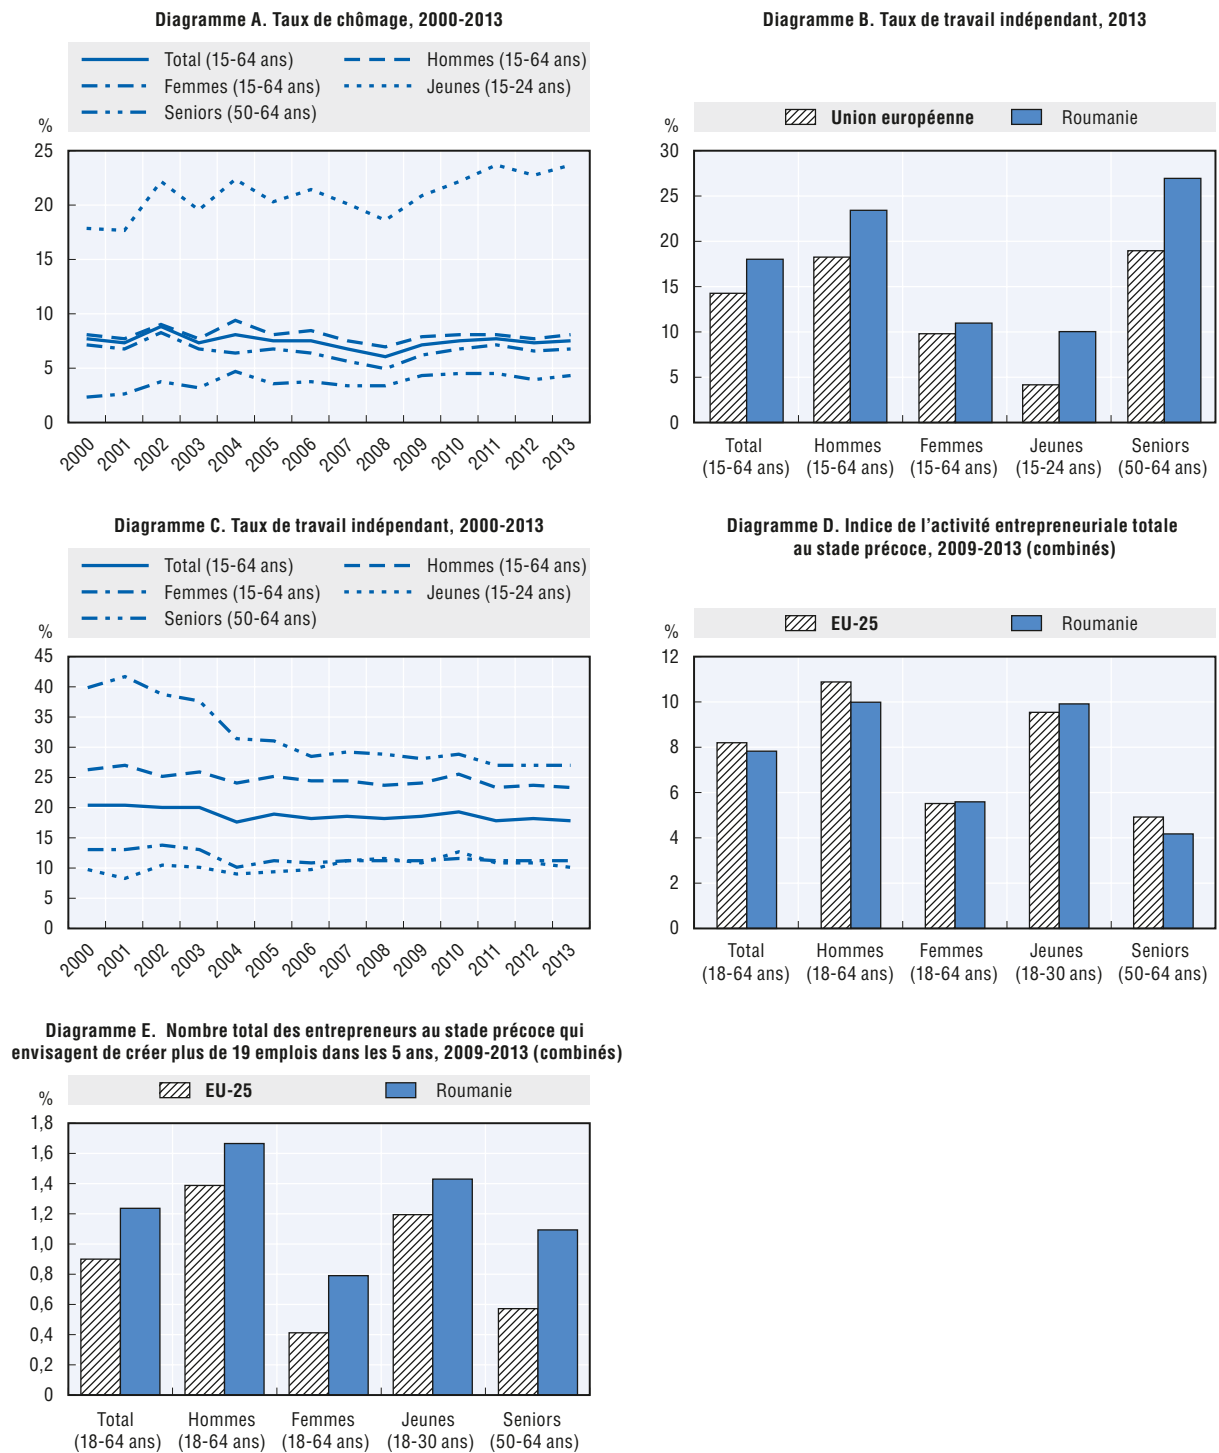 Diagramme A. Taux de chômage, 2000-2013
Total (15-64 ans)
Hommes (15-64 ans)
Femmes (15-64 ans)
Jeunes (15-24 ans)
Seniors (50-64 ans)
%
25
20
15
10
5
0
2000
2001
2002
2003
2004
2005
2006
2007
2008
2009
2010
2011
2012
2013
Diagramme B. Taux de travail indépendant, 2013
Union européenne
Roumanie
%
30
25
20
15
10
5
0
Total
(15-64 ans)
Hommes
(15-64 ans)
Femmes
(15-64 ans)
Jeunes
(15-24 ans)
Seniors
(50-64 ans)
Diagramme C. Taux de travail indépendant, 2000-2013
Total (15-64 ans)
Hommes (15-64 ans)
Femmes (15-64 ans)
Jeunes (15-24 ans)
Seniors (50-64 ans)
%
45
40
35
30
25
20
15
10
5
0
2000
2001
2002
2003
2004
2005
2006
2007
2008
2009
2010
2011
2012
2013
Diagramme D. Indice de l’activité entrepreneuriale totale
au stade précoce, 2009-2013 (combinés)
EU-25
Roumanie
%
12
10
8
6
4
2
0
Total
(18-64 ans)
Hommes
(18-64 ans)
Femmes
(18-64 ans)
Jeunes
(18-30 ans)
Seniors
(50-64 ans)
Diagramme E. Nombre total des entrepreneurs au stade précoce qui
envisagent de créer plus de 19 emplois dans les 5 ans, 2009-2013 (combinés)
EU-25
Roumanie
%
1,8
1,6
1,4
1,2
1,0
0,8
0,6
0,4
0,2
0
Total
(18-64 ans)
Hommes
(18-64 ans)
Femmes
(18-64 ans)
Jeunes
(18-30 ans)
Seniors
(50-64 ans)